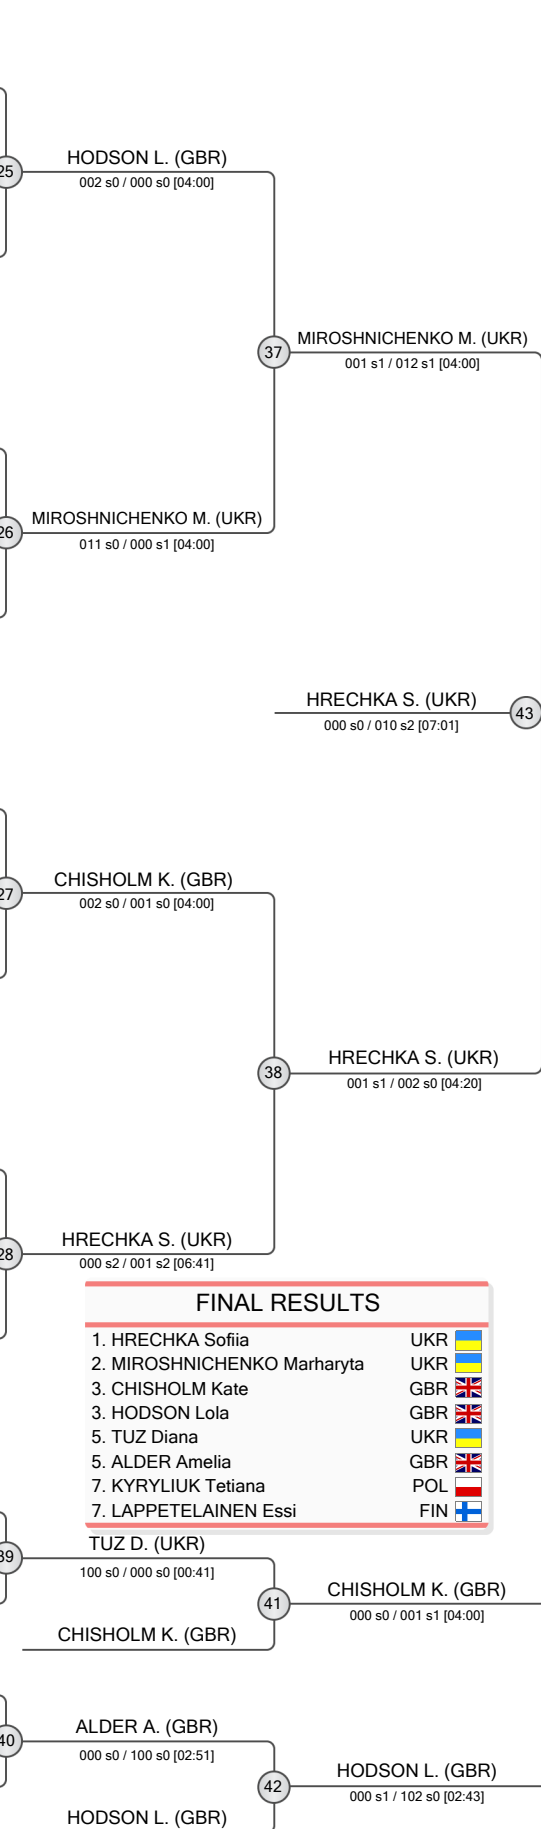 HODSON L. (GBR)
25
002 s0 / 000 s0 [04:00]
MIROSHNICHENKO M. (UKR)
37
001 s1 / 012 s1 [04:00]
MIROSHNICHENKO M. (UKR)
26
011 s0 / 000 s1 [04:00]
HRECHKA S. (UKR)
43
000 s0 / 010 s2 [07:01]
CHISHOLM K. (GBR)
27
002 s0 / 001 s0 [04:00]
HRECHKA S. (UKR)
38
001 s1 / 002 s0 [04:20]
HRECHKA S. (UKR)
28
000 s2 / 001 s2 [06:41]
FINAL RESULTS
1. HRECHKA Sofiia UKR
2. MIROSHNICHENKO Marharyta UKR
3. CHISHOLM Kate GBR
3. HODSON Lola GBR
5. TUZ Diana UKR
5. ALDER Amelia GBR
7. KYRYLIUK Tetiana POL
7. LAPPETELAINEN Essi FIN
TUZ D. (UKR)
39
100 s0 / 000 s0 [00:41]
CHISHOLM K. (GBR)
41
000 s0 / 001 s1 [04:00]
CHISHOLM K. (GBR)
ALDER A. (GBR)
40
100 s0 / 000 s0 [02:51]
HODSON L. (GBR)
42
000 s1 / 102 s0 [02:43]
HODSON L. (GBR)